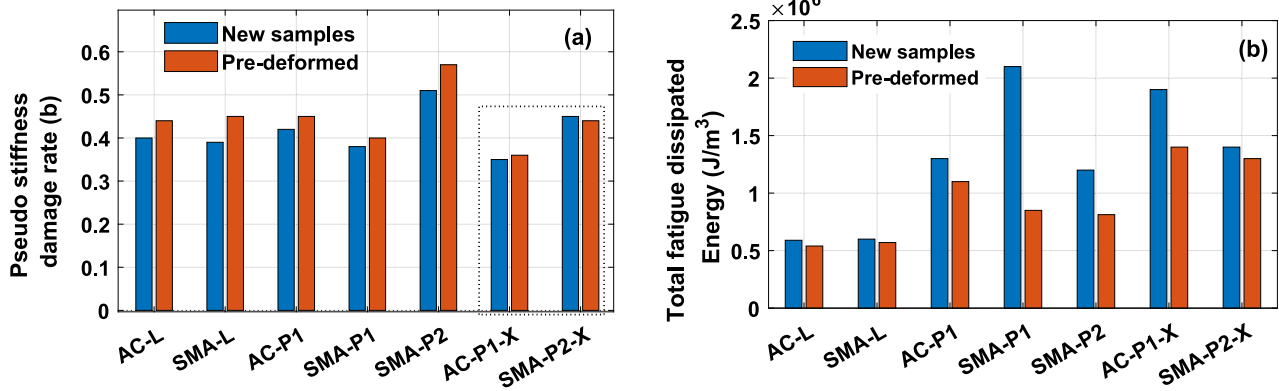 New samples
Pre-deformed
(a)
Pseudo stiffness
damage rate (b)
0.6
0.5
0.4
0.3
0.2
0.1
0
AC-L
SMA-L
AC-P1
SMA-P1
SMA-P2
AC-P1-X
SMA-P2-X
2.5
New samples
Pre-deformed
(b)
Total fatigue dissipated
Energy (J/m³)
2
1.5
1
0.5
0
AC-L
SMA-L
AC-P1
SMA-P1
SMA-P2
AC-P1-X
SMA-P2-X